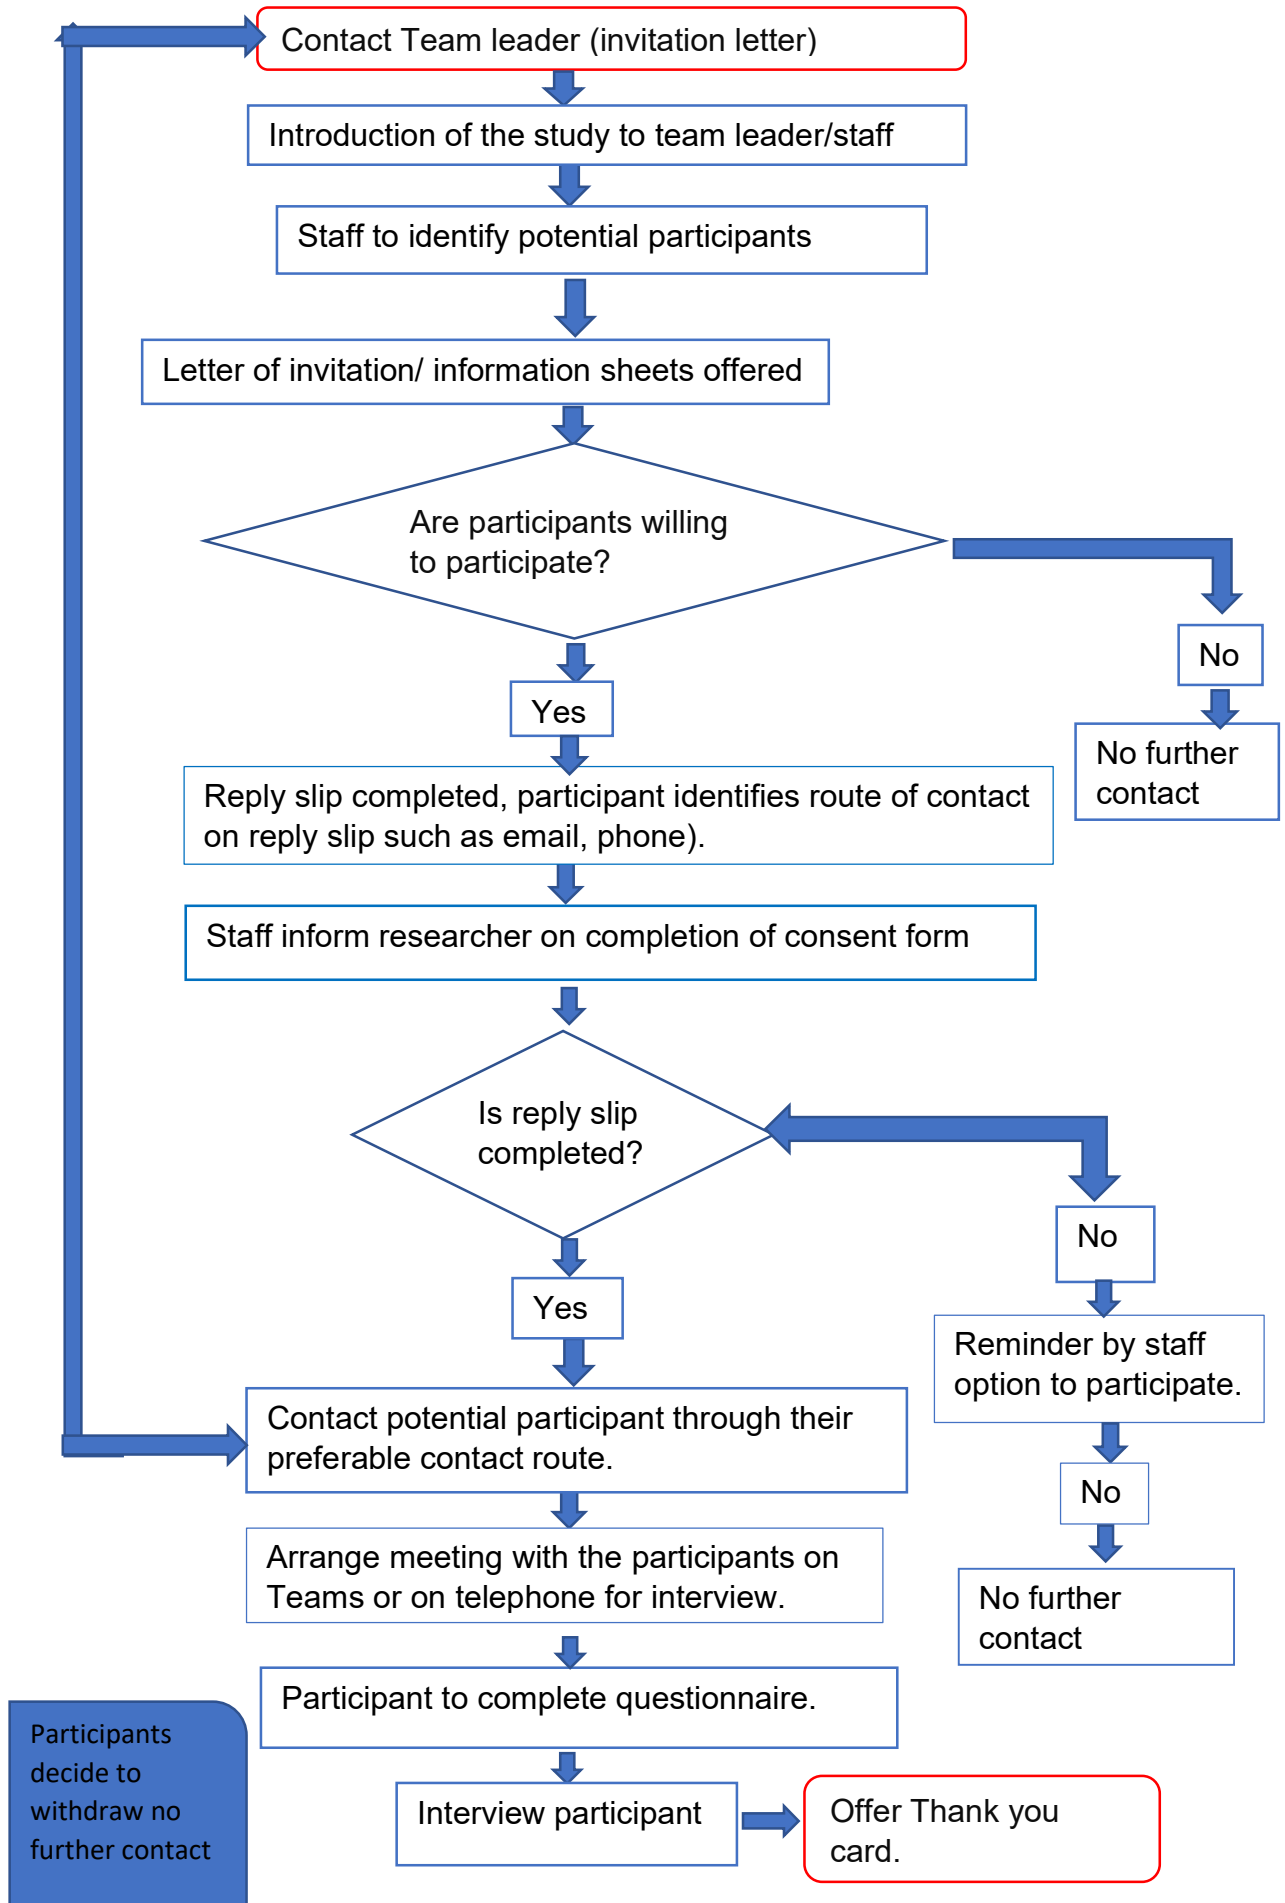 Contact Team leader (invitation letter)
Introduction of the study to team leader/staff
Staff to identify potential participants
Letter of invitation/ information sheets offered
Are participants willing
to participate?
No
Yes
No further
contact
Reply slip completed, participant identifies route of contact
on reply slip such as email, phone).
Staff inform researcher on completion of consent form
Is reply slip
completed?
No
Yes
Reminder by staff
option to participate.
Contact potential participant through their
preferable contact route.
No
Arrange meeting with the participants on
Teams or on telephone for interview.
No further
contact
Participant to complete questionnaire.
Participants
decide to
withdraw no
further contact
Interview participant
Offer Thank you
card.